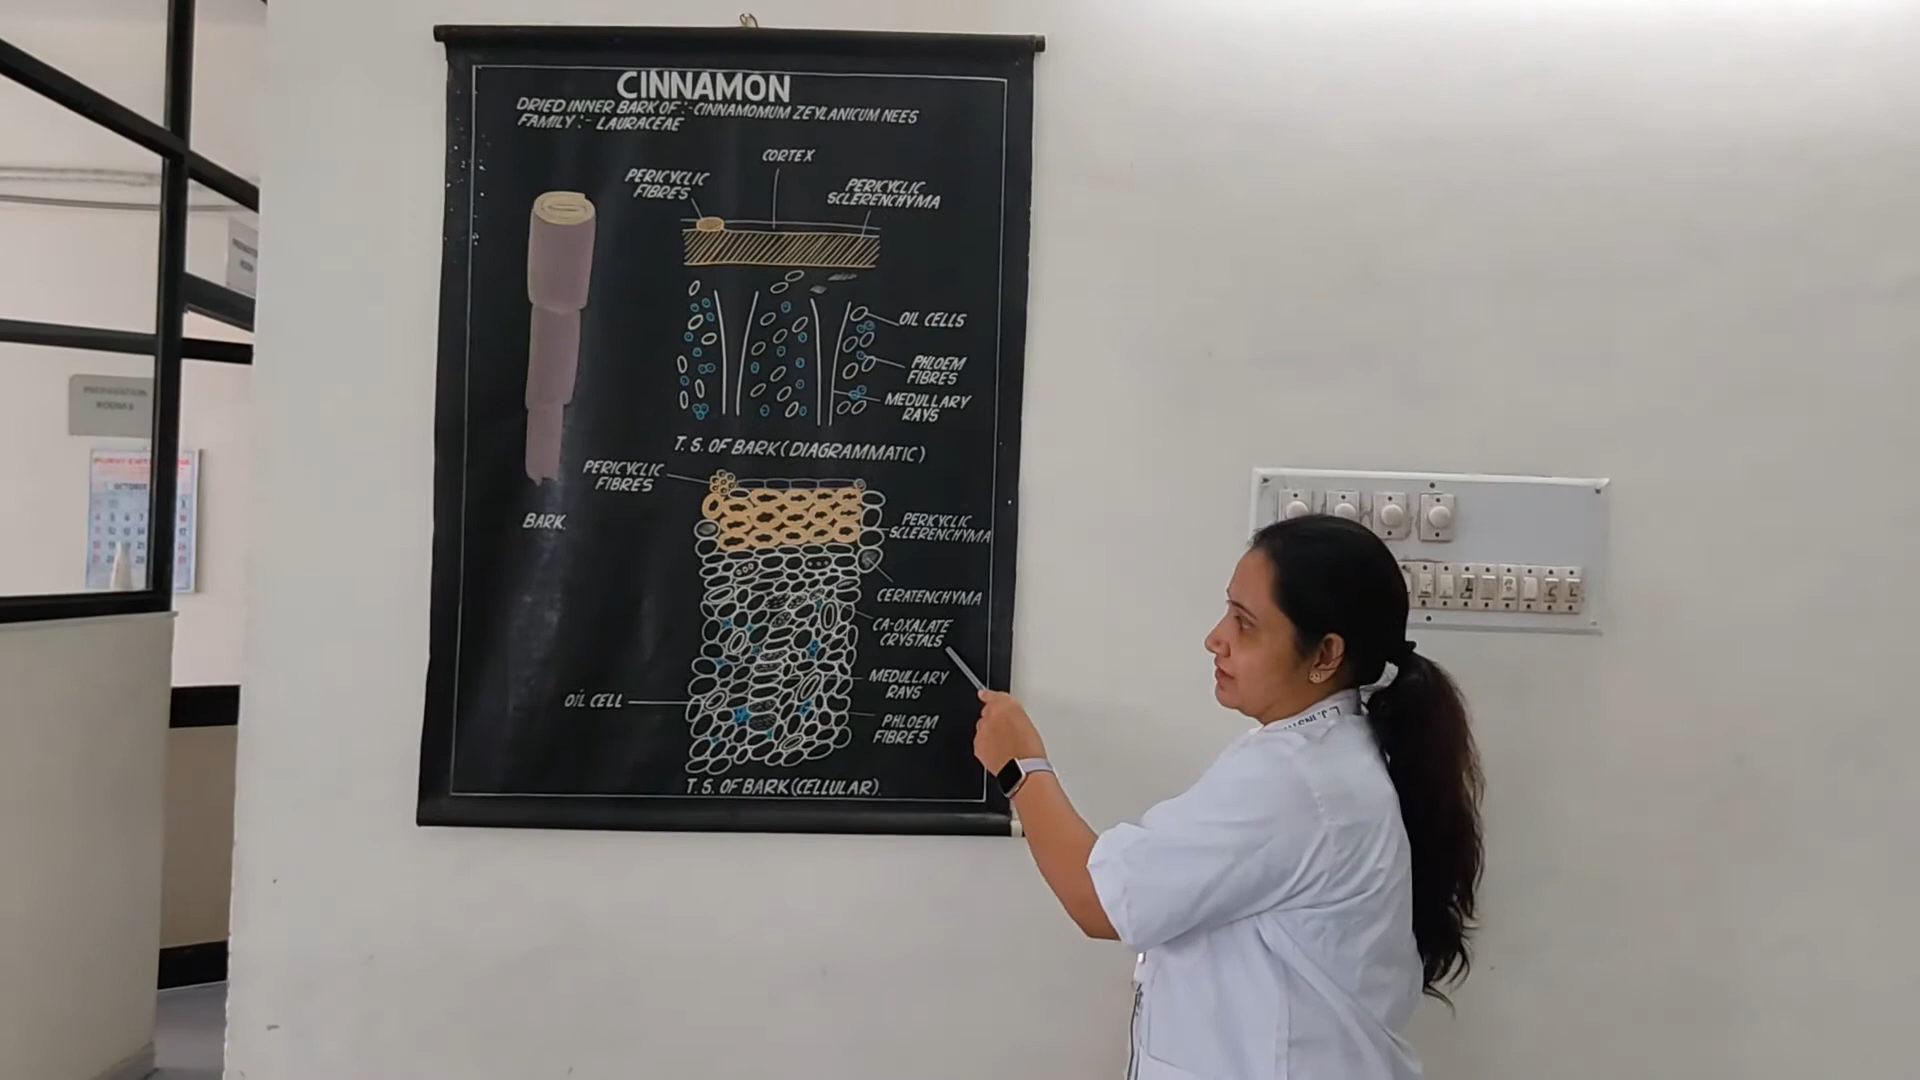 CINNAMON
DRIED INNER BARK OF:-CINNAMOMUM ZEYLANICUM NEES
FAMILY:- LAURACEAE
CORTEX
PERICYCLIC
FIBRES
PERICYCLIC
SCLERENCHYMA
OIL CELLS
PHLOEM
FIBRES
MEDULLARY
RAYS
T. S. OF BARK (DIAGRAMMATIC)
PERICYCLIC
FIBRES
BARK.
PERICYCLIC
SCLERENCHYMA
CERATENCHYMA
CA-OXALATE
CRYSTALS
MEDULLARY
RAYS
OIL CELL
PHLOEM
FIBRES
T. S. OF BARK (CELLULAR).
PREPARATION
OCTOBER
L.J.